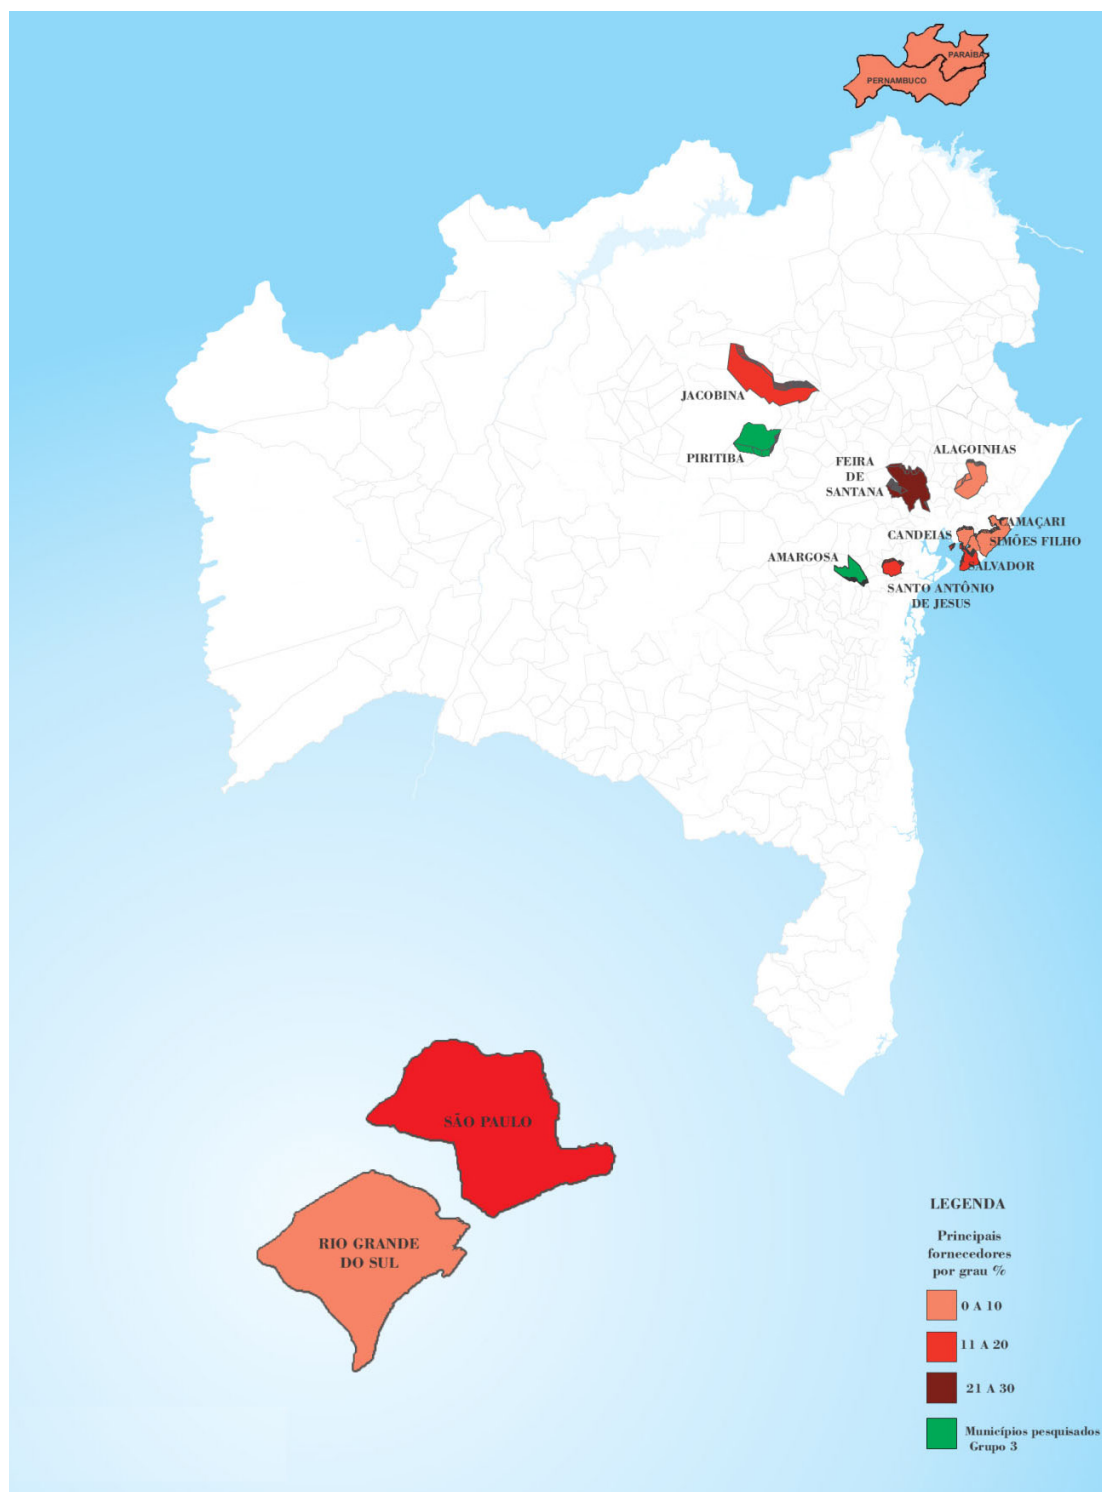 PARAÍBA
PERNAMBUCO
JACOBINA
PIRITIBA
ALAGOINHAS
FEIRA
DE
SANTANA
CAMAÇARI
CANDEIAS
SIMÕES FILHO
AMARGOSA
SALVADOR
SANTO ANTÔNIO
DE JESUS
SÃO PAULO
RIO GRANDE
DO SUL
LEGENDA
Principais
fornecedores
por grau %
0 A 10
11 A 20
21 A 30
Municípios pesquisados
Grupo 3